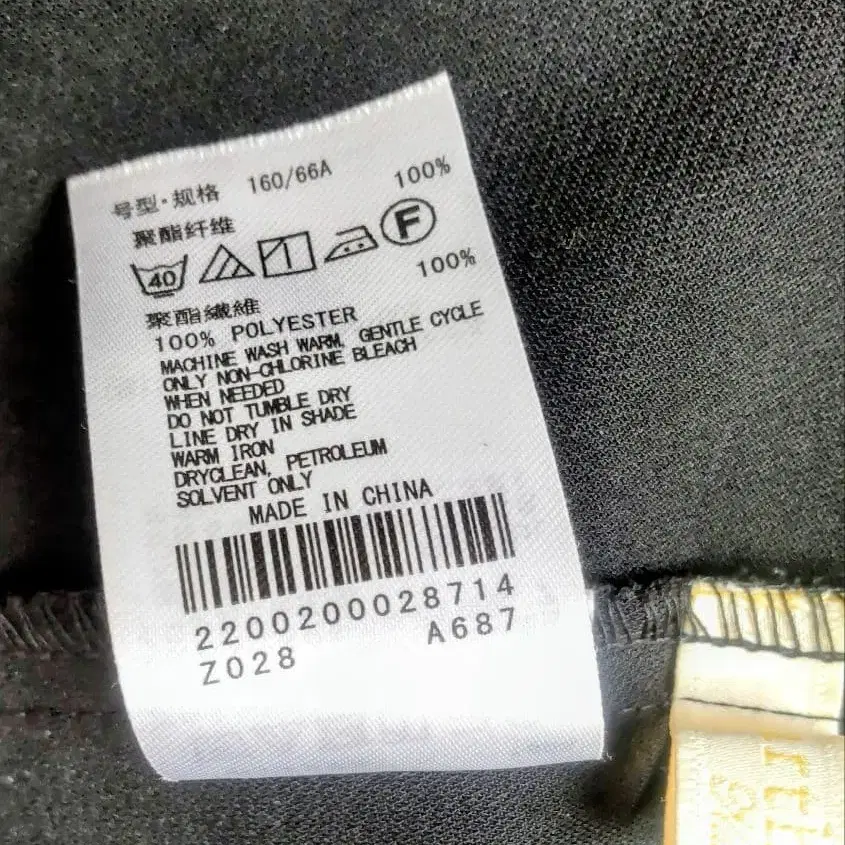 号型·规格 160/66A
聚酯纤维 100%
40 F
聚酯纖維 100%
100% POLYESTER
MACHINE WASH WARM, GENTLE CYCLE
ONLY NON-CHLORINE BLEACH
WHEN NEEDED
DO NOT TUMBLE DRY
LINE DRY IN SHADE
WARM IRON
DRYCLEAN, PETROLEUM
SOLVENT ONLY
MADE IN CHINA
2200200028714
Z028 A687